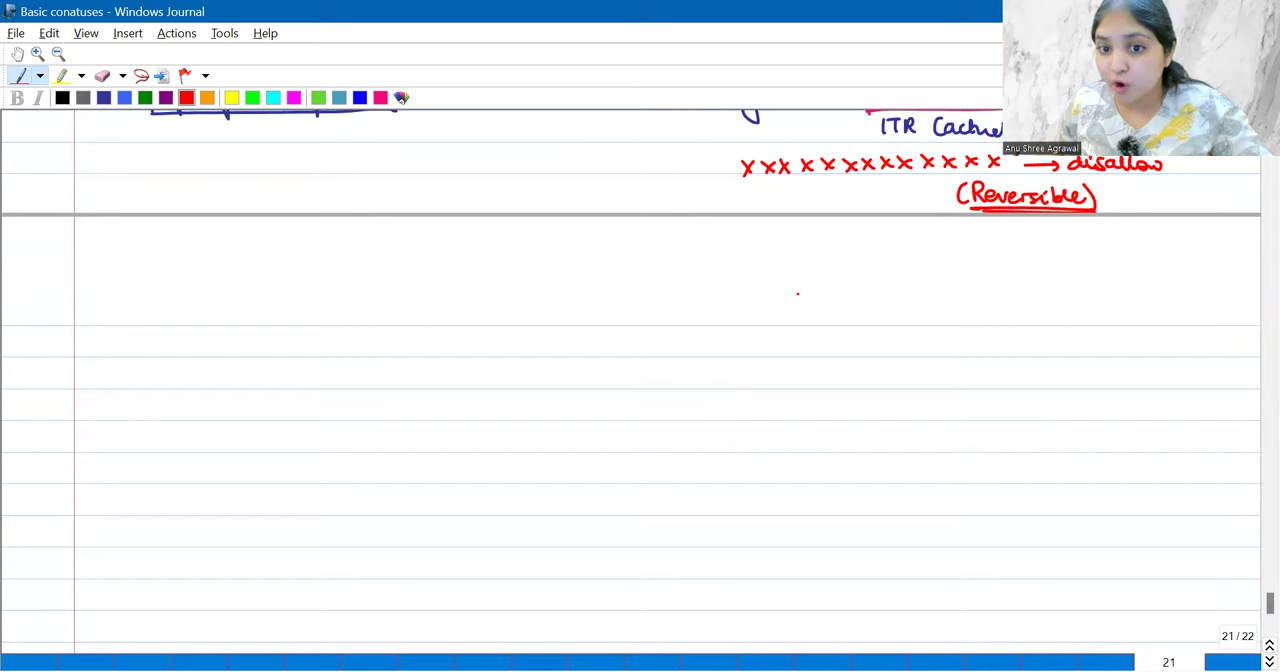 Basic conatuses - Windows Journal
File Edit View Insert Actions Tools Help
B I
ITR
Anu Shree Agrawal
x x x x x x x x x x x x x → disallow
(Reversible)
21 / 22
21